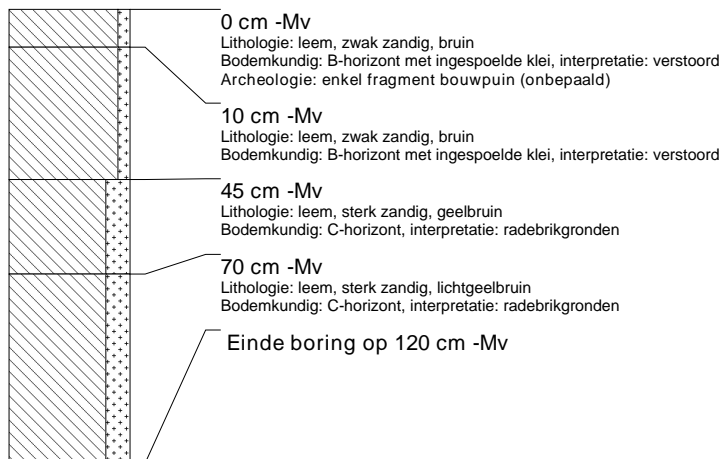 0 cm -Mv
Lithologie: leem, zwak zandig, bruin
Bodemkundig: B-horizont met ingespoelde klei, interpretatie: verstoord
Archeologie: enkel fragment bouwpuin (onbepaald)
10 cm -Mv
Lithologie: leem, zwak zandig, bruin
Bodemkundig: B-horizont met ingespoelde klei, interpretatie: verstoord
45 cm -Mv
Lithologie: leem, sterk zandig, geelbruin
Bodemkundig: C-horizont, interpretatie: radebrikgronden
70 cm -Mv
Lithologie: leem, sterk zandig, lichtgeelbruin
Bodemkundig: C-horizont, interpretatie: radebrikgronden
Einde boring op 120 cm -Mv